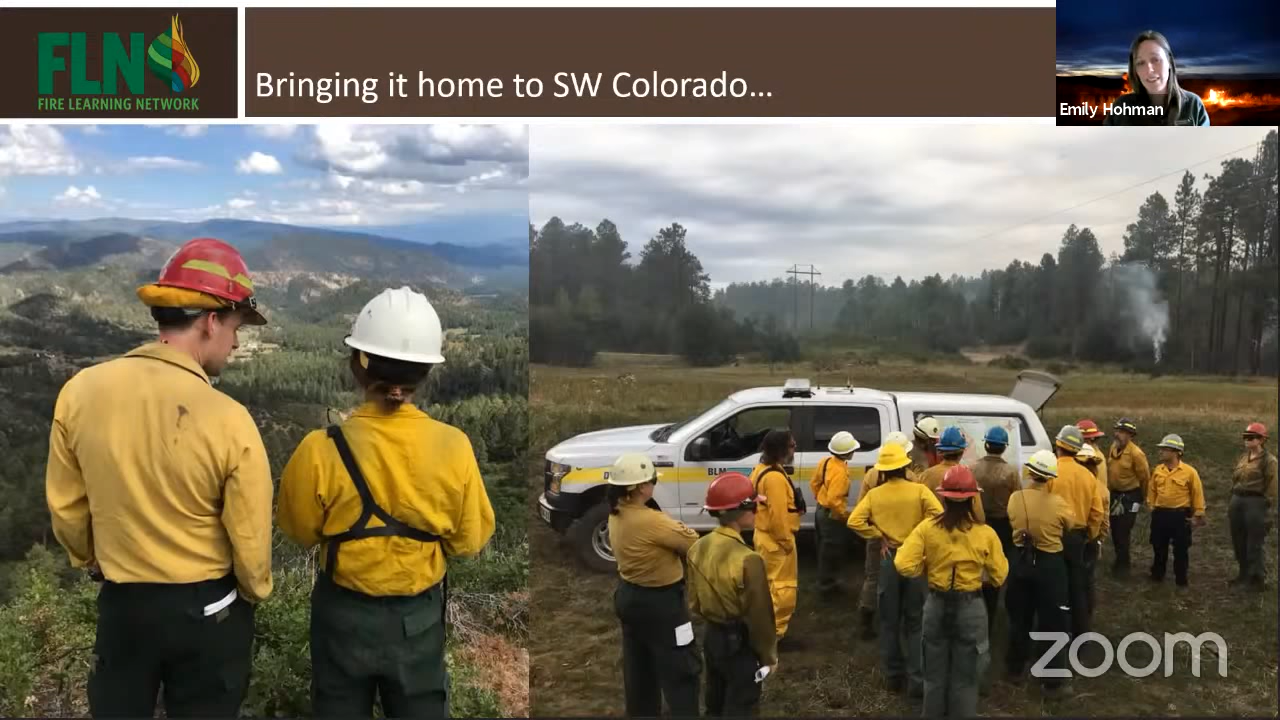 FLN
FIRE LEARNING NETWORK
Bringing it home to SW Colorado...
Emily Hohman
BLM
zoom